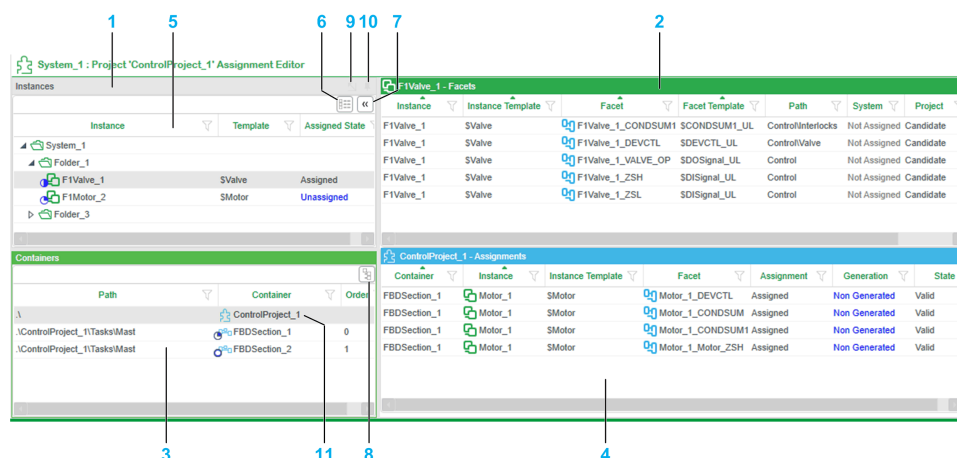 1 5 6 9 10 7 2
System_1 : Project 'ControlProject_1' Assignment Editor
Instances
Instance Template Assigned State
System_1
Folder_1
F1Valve_1 $Valve Assigned
F1Motor_2 $Motor Unassigned
Folder_3
F1Valve_1 - Facets
Instance Instance Template Facet Facet Template Path System Project
F1Valve_1 $Valve F1Valve_1_CONDSUM1 $CONDSUM1_UL Control\Interlocks Not Assigned Candidate
F1Valve_1 $Valve F1Valve_1_DEVCTL $DEVCTL_UL Control\Valve Not Assigned Candidate
F1Valve_1 $Valve F1Valve_1_VALVE_OP $DOSignal_UL Control Not Assigned Candidate
F1Valve_1 $Valve F1Valve_1_ZSH $DISignal_UL Control Not Assigned Candidate
F1Valve_1 $Valve F1Valve_1_ZSL $DISignal_UL Control Not Assigned Candidate
Containers
Path Container Order
.\ ControlProject_1
.\ControlProject_1\Tasks\Mast FBDSection_1 0
.\ControlProject_1\Tasks\Mast FBDSection_2 1
ControlProject_1 - Assignments
Container Instance Instance Template Facet Assignment Generation State
FBDSection_1 Motor_1 $Motor Motor_1_DEVCTL Assigned Non Generated Valid
FBDSection_1 Motor_1 $Motor Motor_1_CONDSUM Assigned Non Generated Valid
FBDSection_1 Motor_1 $Motor Motor_1_CONDSUM1 Assigned Non Generated Valid
FBDSection_1 Motor_1 $Motor Motor_1_Motor_ZSH Assigned Non Generated Valid
3 11 8 4